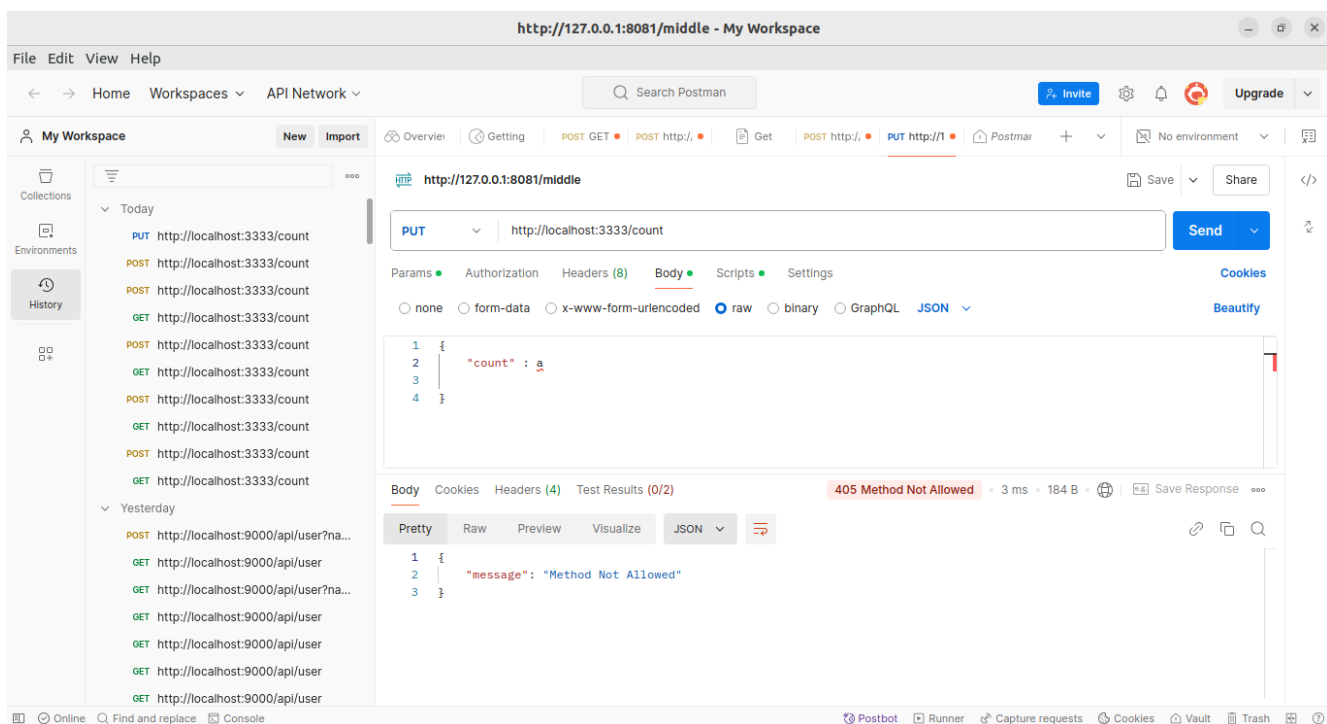 http://127.0.0.1:8081/middle - My Workspace
File Edit View Help
Home Workspaces API Network Search Postman Invite Upgrade
My Workspace New Import Overview Getting POST GET POST http:/, Get POST http:/, PUT http://1 Postmar No environment
Collections
Environments
History
Today
PUT http://localhost:3333/count
POST http://localhost:3333/count
POST http://localhost:3333/count
GET http://localhost:3333/count
POST http://localhost:3333/count
GET http://localhost:3333/count
POST http://localhost:3333/count
GET http://localhost:3333/count
POST http://localhost:3333/count
GET http://localhost:3333/count
Yesterday
POST http://localhost:9000/api/user?na...
GET http://localhost:9000/api/user
GET http://localhost:9000/api/user?na...
GET http://localhost:9000/api/user
GET http://localhost:9000/api/user
GET http://localhost:9000/api/user
GET http://localhost:9000/api/user
HTTP http://127.0.0.1:8081/middle Save Share </>
PUT http://localhost:3333/count Send
Params Authorization Headers (8) Body Scripts Settings Cookies
none form-data x-www-form-urlencoded raw binary GraphQL JSON Beautify
1 {
2 "count" : a
3
4 }
Body Cookies Headers (4) Test Results (0/2) 405 Method Not Allowed 3 ms 184 B e.g. Save Response
Pretty Raw Preview Visualize JSON
1 {
2 "message": "Method Not Allowed"
3 }
Online Find and replace Console Postbot Runner Capture requests Cookies Vault Trash